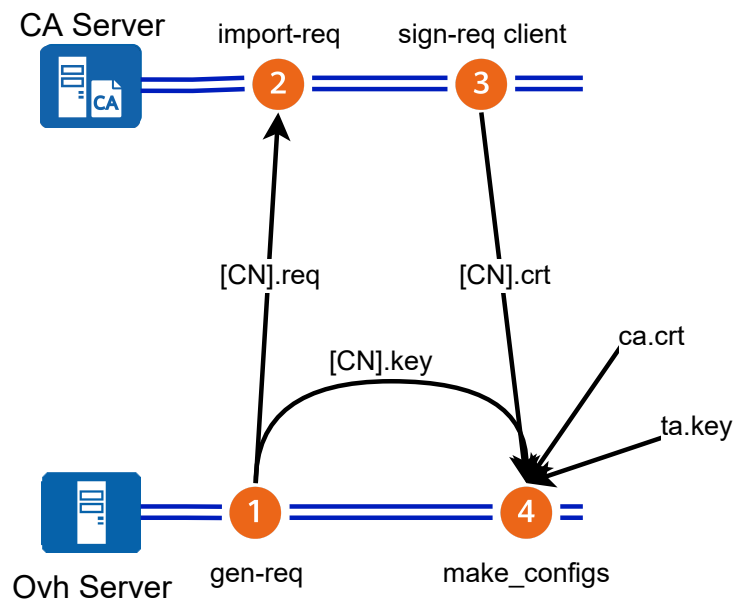 CA Server
import-req
sign-req client
CA
2
3
[CN].req
[CN].crt
ca.crt
[CN].key
ta.key
1
4
gen-req
make_configs
Ovh Server